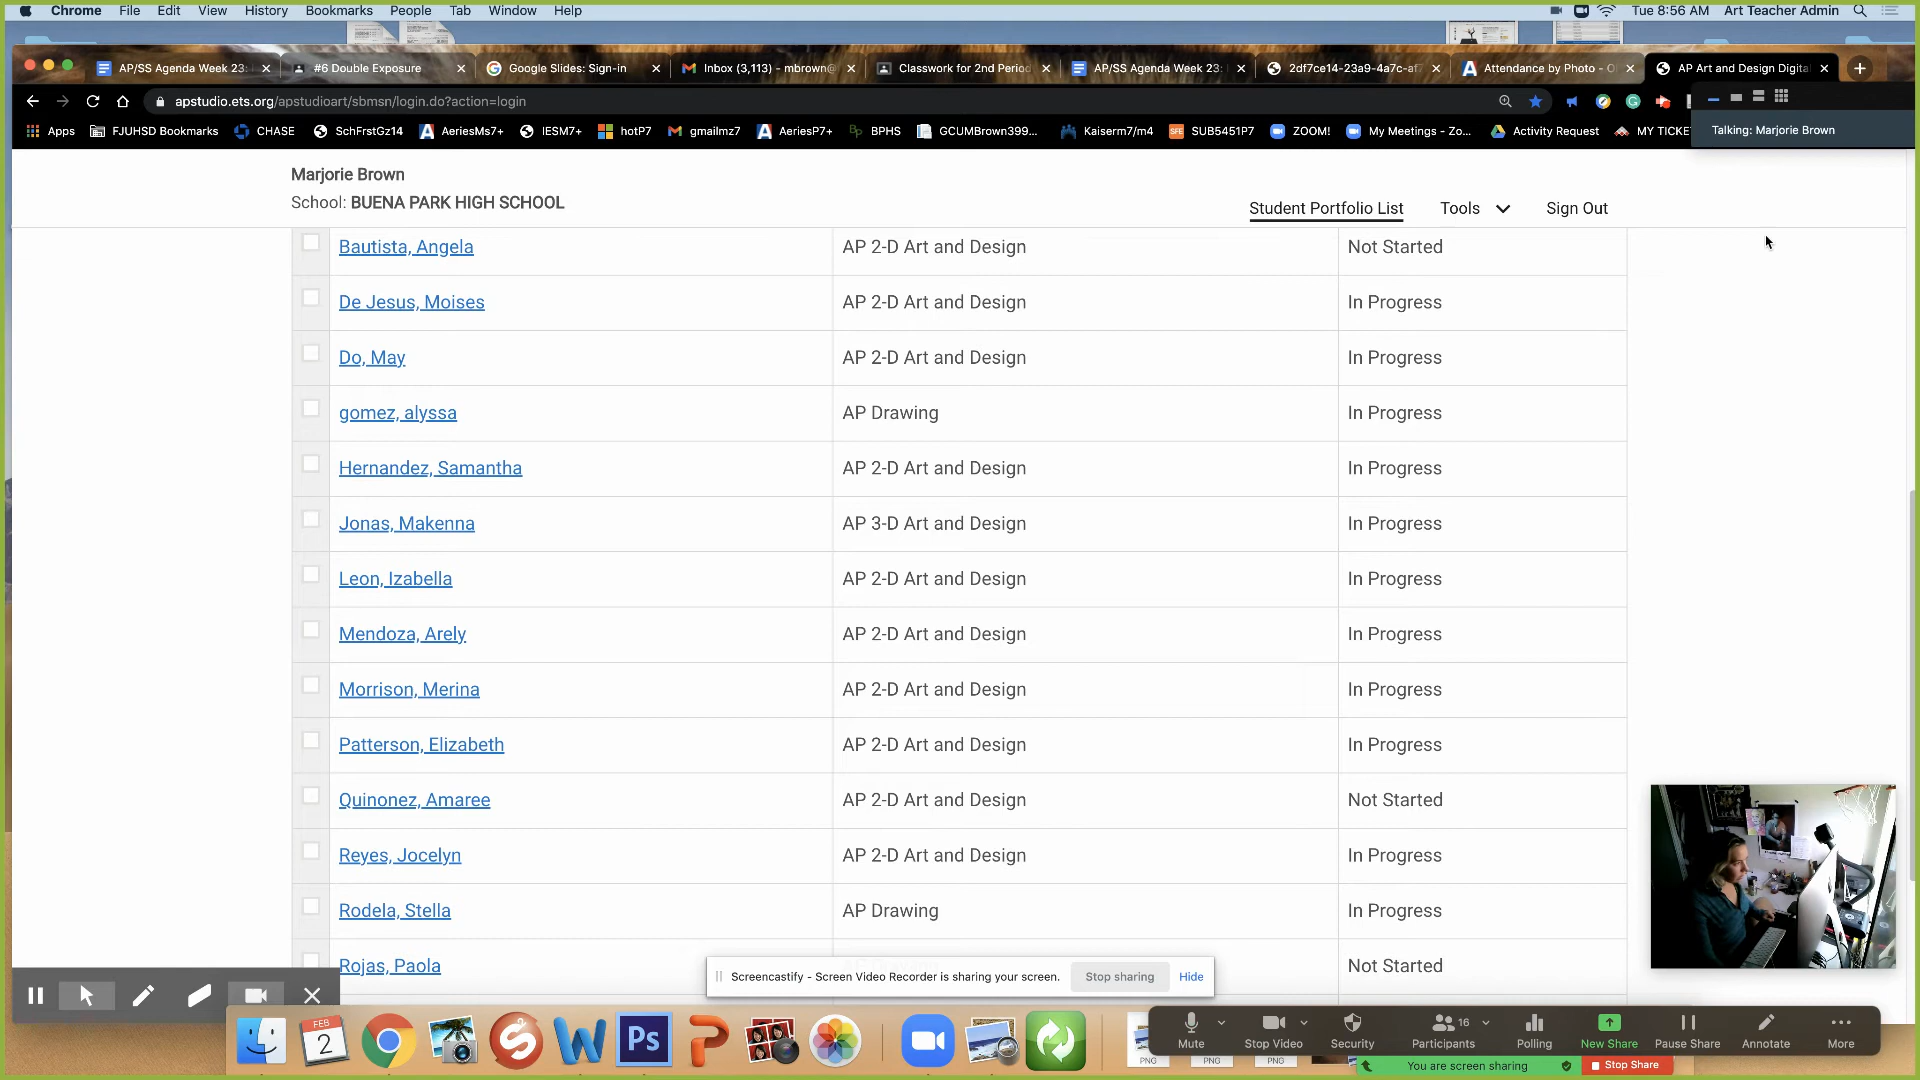 Chrome File Edit View History Bookmarks People Tab Window Help Tue 8:56 AM Art Teacher Admin
AP/SS Agenda Week 23: #6 Double Exposure Google Slides: Sign-in Inbox (3,113) - mbrown@ Classwork for 2nd Period AP/SS Agenda Week 23: 2df7ce14-23a9-4a7c-af7 Attendance by Photo - AP Art and Design Digita
apstudio.ets.org/apstudioart/sbmsn/login.do?action=login
Apps FJUHSD Bookmarks CHASE SchFrstGz14 AeriesMs7+ IESM7+ hotP7 gmailmz7 AeriesP7+ BPHS GCUMBrown399... Kaiserm7/m4 SUB5451P7 ZOOM! My Meetings - Zo... Activity Request MY TICKE
Talking: Marjorie Brown
Marjorie Brown
School: BUENA PARK HIGH SCHOOL
Student Portfolio List Tools Sign Out
Bautista, Angela AP 2-D Art and Design Not Started
De Jesus, Moises AP 2-D Art and Design In Progress
Do, May AP 2-D Art and Design In Progress
gomez, alyssa AP Drawing In Progress
Hernandez, Samantha AP 2-D Art and Design In Progress
Jonas, Makenna AP 3-D Art and Design In Progress
Leon, Izabella AP 2-D Art and Design In Progress
Mendoza, Arely AP 2-D Art and Design In Progress
Morrison, Merina AP 2-D Art and Design In Progress
Patterson, Elizabeth AP 2-D Art and Design In Progress
Quinonez, Amaree AP 2-D Art and Design Not Started
Reyes, Jocelyn AP 2-D Art and Design In Progress
Rodela, Stella AP Drawing In Progress
Rojas, Paola Not Started
Screencastify - Screen Video Recorder is sharing your screen. Stop sharing Hide
FEB
2
W Ps P
PNG PNG PNG
16
Mute Stop Video Security Participants Polling New Share Pause Share Annotate More
You are screen sharing Stop Share